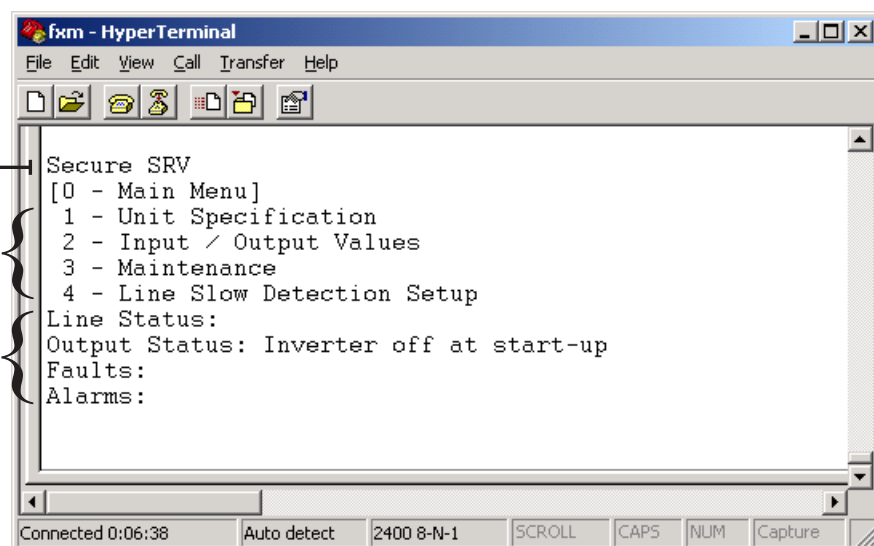 fxm - HyperTerminal
File Edit View Call Transfer Help
Secure SRV
[0 - Main Menu]
1 - Unit Specification
2 - Input / Output Values
3 - Maintenance
4 - Line Slow Detection Setup
Line Status:
Output Status: Inverter off at start-up
Faults:
Alarms:
Connected 0:06:38 Auto detect 2400 8-N-1 SCROLL CAPS NUM Capture